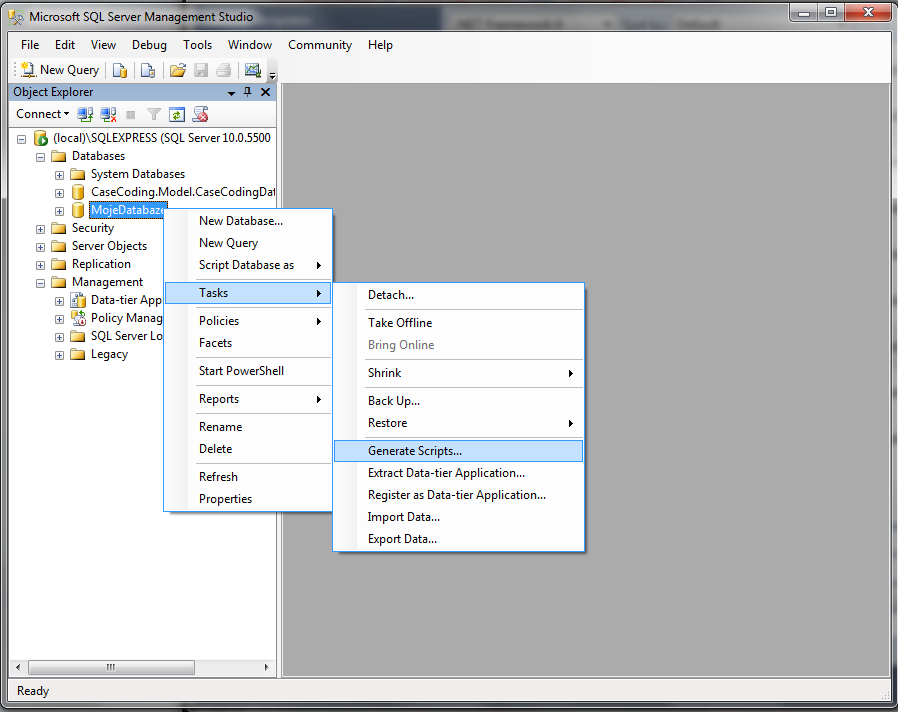 Microsoft SQL Server Management Studio
File Edit View Debug Tools Window Community Help
New Query
Object Explorer
Connect
(local)\SQLEXPRESS (SQL Server 10.0.5500
Databases
System Databases
CaseCoding.Model.CaseCodingDat
MojeDatabaze
Security
Server Objects
Replication
Management
Data-tier App
Policy Manag
SQL Server Lo
Legacy
New Database...
New Query
Script Database as
Tasks
Policies
Facets
Start PowerShell
Reports
Rename
Delete
Refresh
Properties
Detach...
Take Offline
Bring Online
Shrink
Back Up...
Restore
Generate Scripts...
Extract Data-tier Application...
Register as Data-tier Application...
Import Data...
Export Data...
Ready